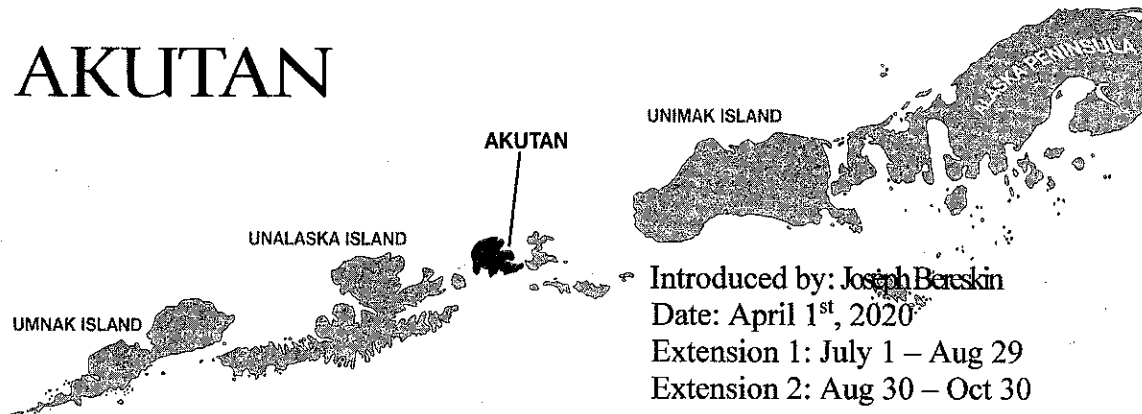 AKUTAN
ALASKA PENINSULA
UNIMAK ISLAND
AKUTAN
UNALASKA ISLAND
UMNAK ISLAND
Introduced by: Joseph Bereskin
Date: April 1st, 2020
Extension 1: July 1 – Aug 29
Extension 2: Aug 30 – Oct 30